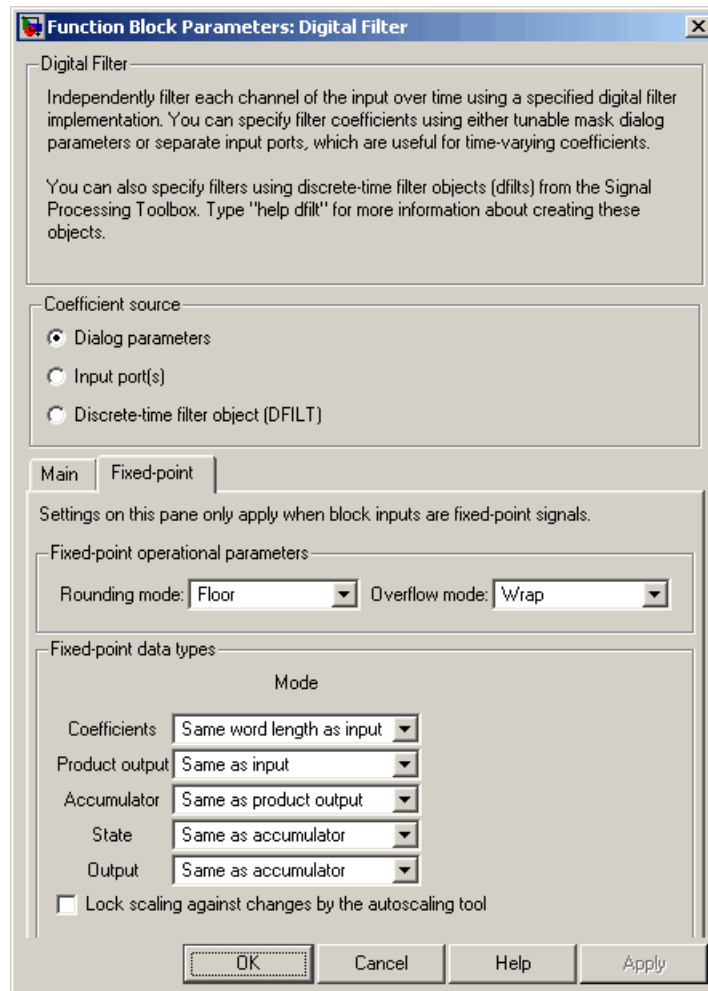 Function Block Parameters: Digital Filter
Digital Filter
Independently filter each channel of the input over time using a specified digital filter
implementation. You can specify filter coefficients using either tunable mask dialog
parameters or separate input ports, which are useful for time-varying coefficients.
You can also specify filters using discrete-time filter objects (dfilts) from the Signal
Processing Toolbox. Type "help dfilt" for more information about creating these
objects.
Coefficient source
Dialog parameters
Input port(s)
Discrete-time filter object (DFILT)
Main Fixed-point
Settings on this pane only apply when block inputs are fixed-point signals.
Fixed-point operational parameters
Rounding mode: Floor Overflow mode: Wrap
Fixed-point data types
Mode
Coefficients Same word length as input
Product output Same as input
Accumulator Same as product output
State Same as accumulator
Output Same as accumulator
Lock scaling against changes by the autoscaling tool
OK Cancel Help Apply